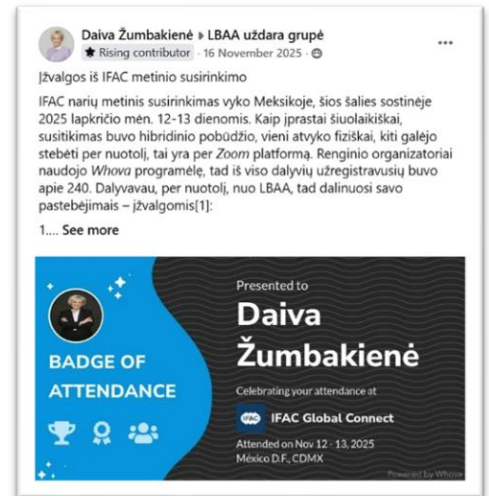 Daiva Žumbakienė ▸ LBAA uždara grupė
Rising contributor · 16 November 2025 ·
Įžvalgos iš IFAC metinio susirinkimo
IFAC narių metinis susirinkimas vyko Meksikoje, šios šalies sostinėje
2025 lapkričio mėn. 12-13 dienomis. Kaip įprastai šiuolaikiškai,
susitikimas buvo hibridinio pobūdžio, vieni atvyko fiziškai, kiti galėjo
stebėti per nuotolį, tai yra per Zoom platformą. Renginio organizatoriai
naudojo Whova programėlę, tad iš viso dalyvių užregistravusių buvo
apie 240. Dalyvavau, per nuotolį, nuo LBAA, tad dalinuosi savo
pastebėjimais – įžvalgomis[1]:
1.... See more
BADGE OF
ATTENDANCE
Presented to
Daiva
Žumbakienė
Celebrating your attendance at
IFAC
IFAC Global Connect
Attended on Nov 12 - 13, 2025
México D.F., CDMX
Powered by Whova